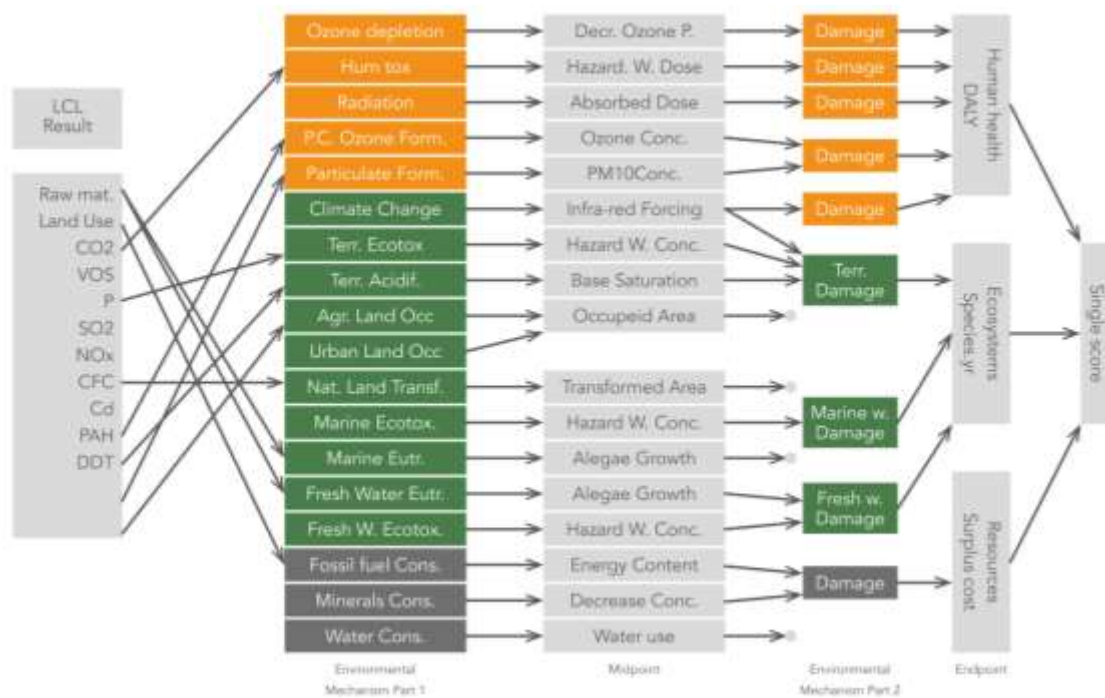 LCL
Result
Raw mat.
Land Use
CO2
VOS
P
SO2
NOx
CFC
Cd
PAH
DDT
Ozone depletion
Hum tox
Radiation
P.C. Ozone Form.
Particulate Form.
Climate Change
Terr. Ecotox
Terr. Acidif.
Agr. Land Occ
Urban Land Occ
Nat. Land Transf.
Marine Ecotox.
Marine Eutr.
Fresh Water Eutr.
Fresh W. Ecotox.
Fossil fuel Cons.
Minerals Cons.
Water Cons.
Environmental
Mechanism Part 1
Decr. Ozone P.
Hazard. W. Dose
Absorbed Dose
Ozone Conc.
PM10Conc.
Infra-red Forcing
Hazard W. Conc.
Base Saturation
Occupeid Area
Transformed Area
Hazard W. Conc.
Alegae Growth
Alegae Growth
Hazard W. Conc.
Energy Content
Decrease Conc.
Water use
Midpoint
Damage
Damage
Damage
Damage
Damage
Terr.
Damage
Marine w.
Damage
Fresh w.
Damage
Damage
Environmental
Mechanism Part 2
Human health
DALY
Ecosystems
Species.yr
Resources
Surplus cost
Endpoint
Single score